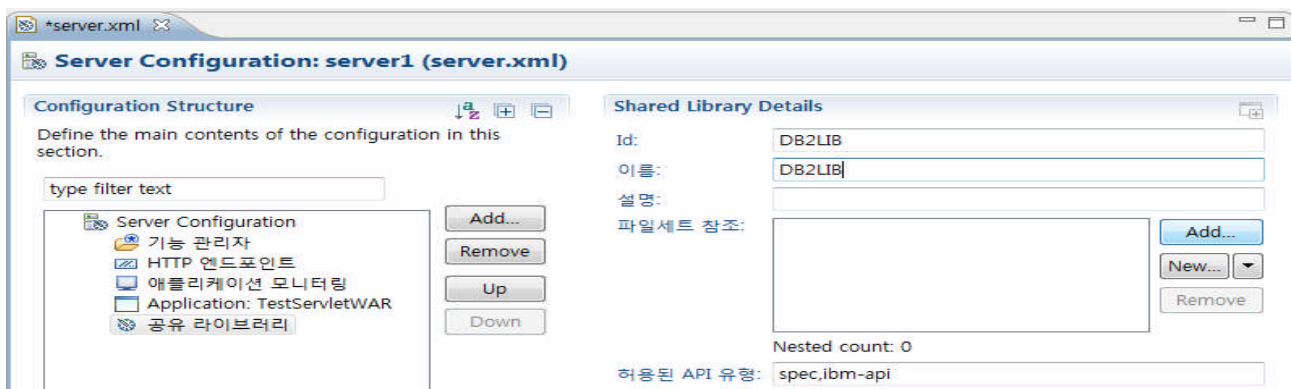 *server.xml
Server Configuration: server1 (server.xml)
Configuration Structure
Define the main contents of the configuration in this
section.
type filter text
Server Configuration
기능 관리자
HTTP 엔드포인트
애플리케이션 모니터링
Application: TestServletWAR
공유 라이브러리
Add...
Remove
Up
Down
Shared Library Details
Id: DB2LIB
이름: DB2LIB
설명:
파일세트 참조:
Add...
New...
Remove
Nested count: 0
허용된 API 유형: spec,ibm-api